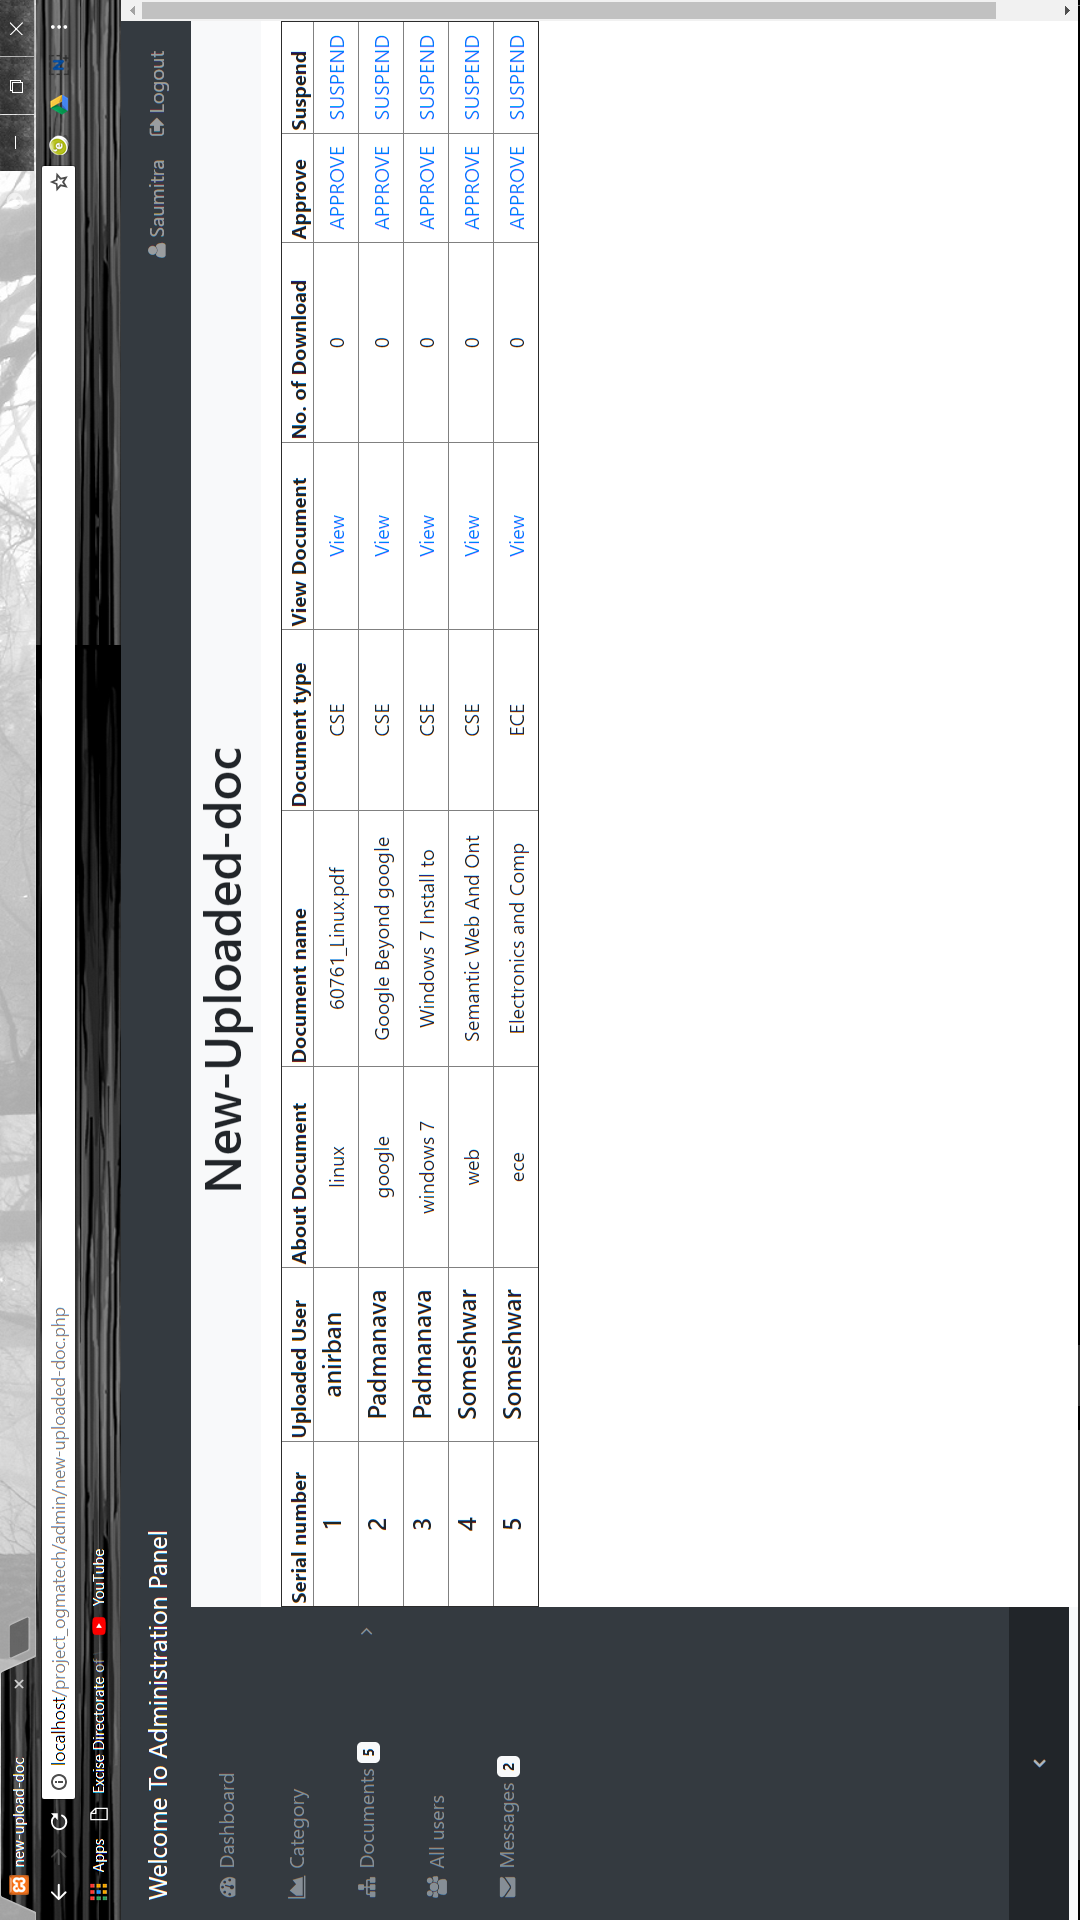 new-upload-doc
localhost/project_ogmatech/admin/new-uploaded-doc.php
Apps Excise Directorate of YouTube
Welcome To Administration Panel Saumitra Logout
Dashboard
Category
Documents 5
All users
Messages 2
New-Uploaded-doc
Serial number Uploaded User About Document Document name Document type View Document No. of Download Approve Suspend
1 anirban linux 60761_Linux.pdf CSE View 0 APPROVE SUSPEND
2 Padmanava google Google Beyond google CSE View 0 APPROVE SUSPEND
3 Padmanava windows 7 Windows 7 Install to CSE View 0 APPROVE SUSPEND
4 Someshwar web Semantic Web And Ont CSE View 0 APPROVE SUSPEND
5 Someshwar ece Electronics and Comp ECE View 0 APPROVE SUSPEND